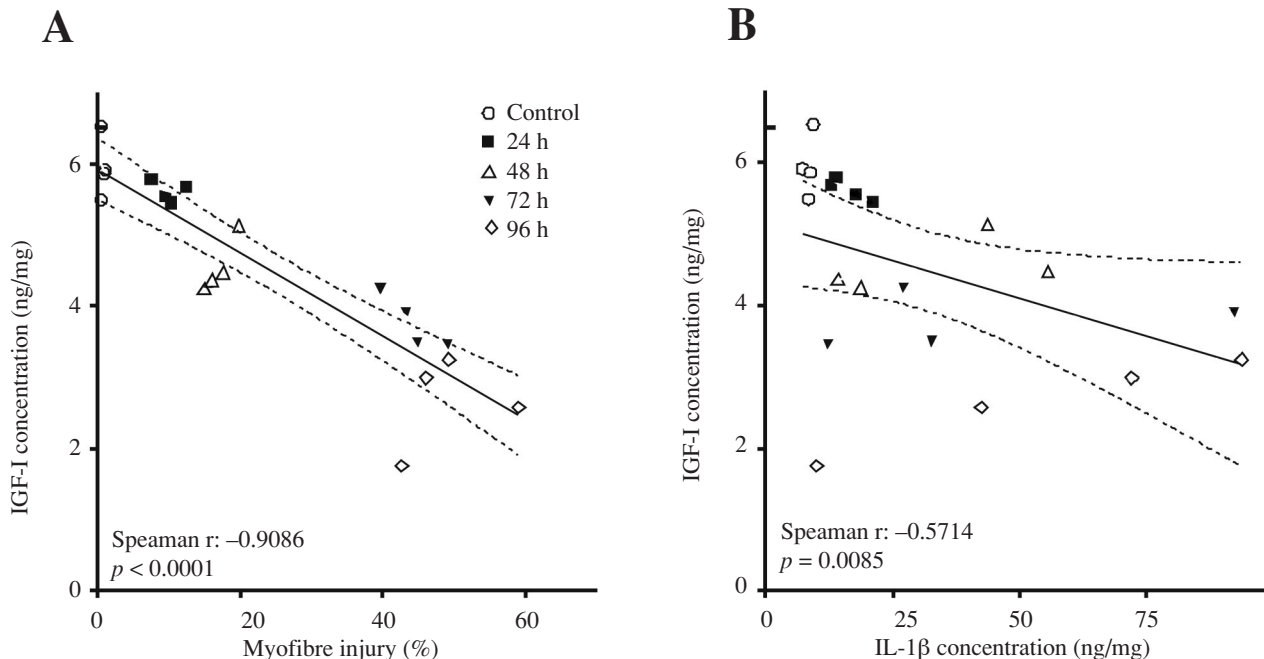 A
IGF-I concentration (ng/mg)
6
4
2
0
0
20
40
60
Myofibre injury (%)
Control
24 h
48 h
72 h
96 h
Speaman r: –0.9086
p < 0.0001
B
IGF-I concentration (ng/mg)
6
4
2
0
0
25
50
75
IL-1β concentration (ng/mg)
Speaman r: –0.5714
p = 0.0085